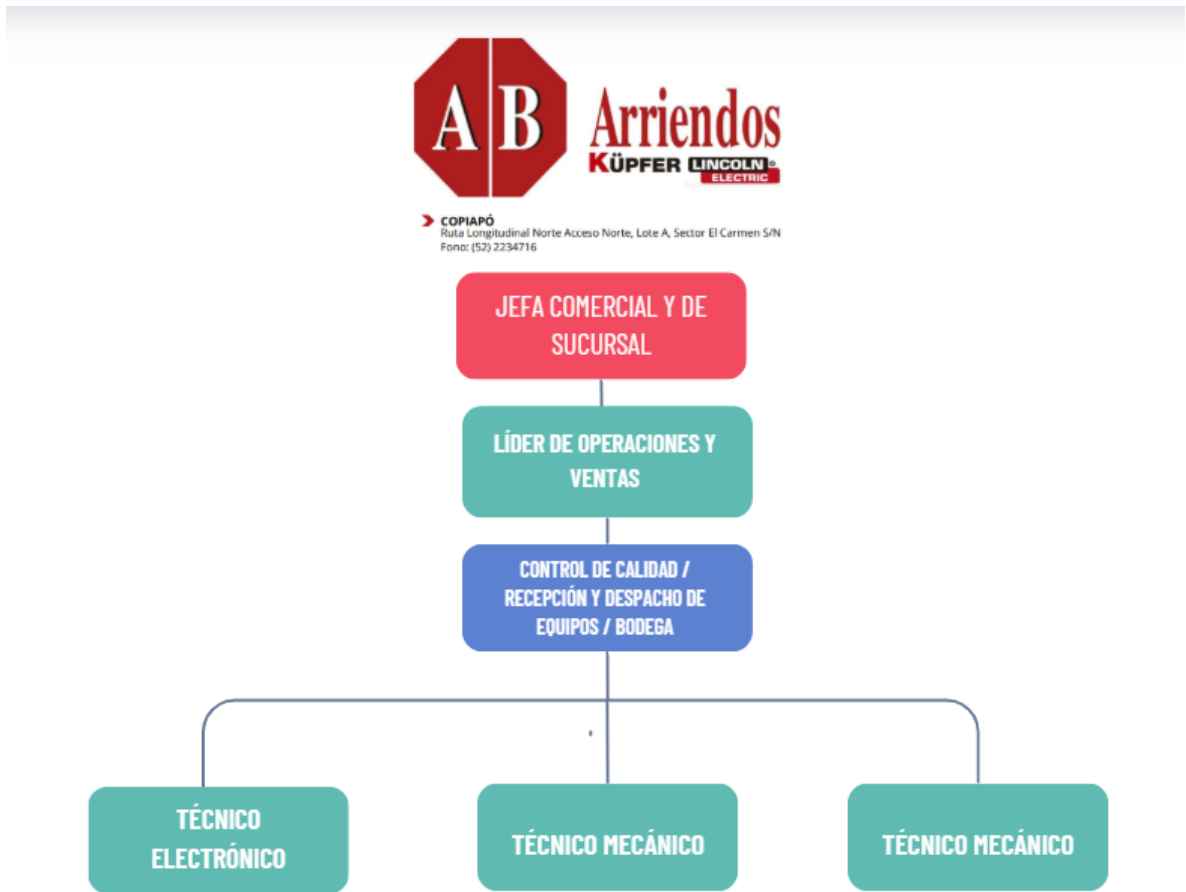 A B
Arriendos
KÜPFER LINCOLN®
ELECTRIC
COPIAPÓ
Ruta Longitudinal Norte Acceso Norte, Lote A, Sector El Carmen S/N
Fono: (52) 2234716
JEFA COMERCIAL Y DE
SUCURSAL
LÍDER DE OPERACIONES Y
VENTAS
CONTROL DE CALIDAD /
RECEPCIÓN Y DESPACHO DE
EQUIPOS / BODEGA
TÉCNICO
ELECTRÓNICO
TÉCNICO MECÁNICO
TÉCNICO MECÁNICO